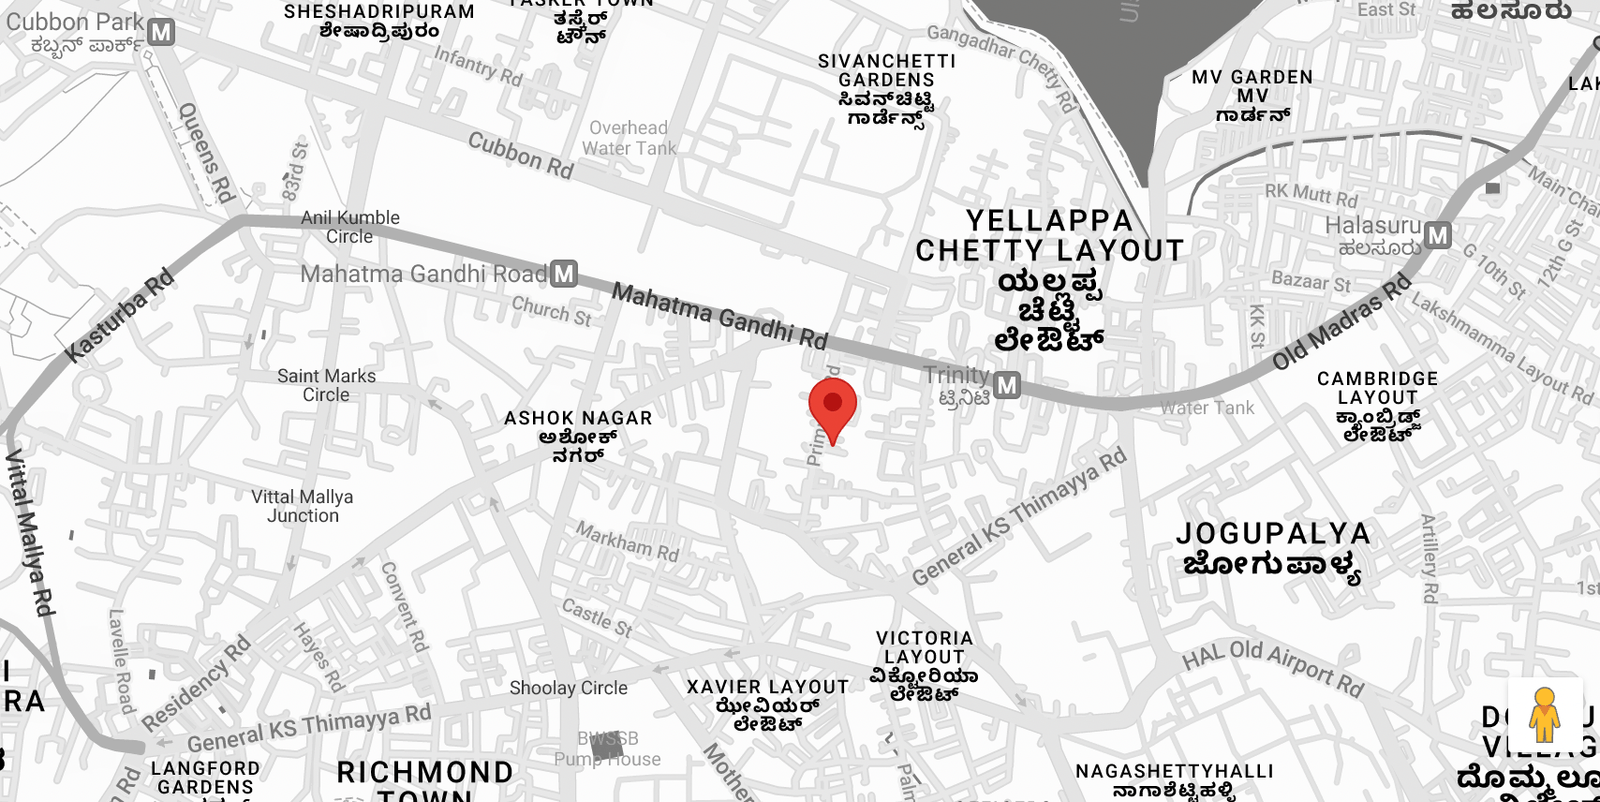 Cubbon Park
ಕಬ್ಬನ್ ಪಾರ್ಕ್
M
SHESHADRIPURAM
ಶೇಷಾದ್ರಿಪುರಂ
TASKER TOWN
ತಸ್ಕೆರ್
ಟೌನ್
Infantry Rd
Queens Rd
83rd St
Cubbon Rd
Overhead
Water Tank
SIVANCHETTI
GARDENS
ಸಿವನ್‌ಚಿಟ್ಟಿ
ಗಾರ್ಡೆನ್ಸ್
Gangadhar Chetty Rd
East St
ಹಲಸೂರು
MV GARDEN
MV
ಗಾರ್ಡನ್
RK Mutt Rd
Halasuru
ಹಲಸೂರು
M
Main Cha
G 10th St
12th G St
Bazaar St
KK St
Lakshmamma Layout Rd
Old Madras Rd
Anil Kumble
Circle
Mahatma Gandhi Road
M
Church St
Mahatma Gandhi Rd
YELLAPPA
CHETTY LAYOUT
ಯಲ್ಲಪ್ಪ
ಚೆಟ್ಟಿ
ಲೇಔಟ್
Kasturba Rd
Saint Marks
Circle
Trinity
ಟ್ರಿನಿಟಿ
M
Water Tank
CAMBRIDGE
LAYOUT
ಕ್ಯಾಂಬ್ರಿಡ್ಜ್
ಲೇಔಟ್
ASHOK NAGAR
ಅಶೋಕ್
ನಗರ್
Vittal Mallya Rd
Vittal Mallya
Junction
Markham Rd
General KS Thimayya Rd
JOGUPALYA
ಜೋಗುಪಾಳ್ಯ
Artillery Rd
1st
Convent Rd
Castle St
Lavelle Road
Hayes Rd
Residency Rd
VICTORIA
LAYOUT
ವಿಕ್ಟೋರಿಯಾ
ಲೇಔಟ್
HAL Old Airport Rd
Shoolay Circle
XAVIER LAYOUT
ಝೇವಿಯರ್
ಲೇಔಟ್
General KS Thimayya Rd
BWSSB
Pump House
LANGFORD
GARDENS
RICHMOND
TOWN
NAGASHETTYHALLI
ನಾಗಾಶೆಟ್ಟಿಹಳ್ಳಿ